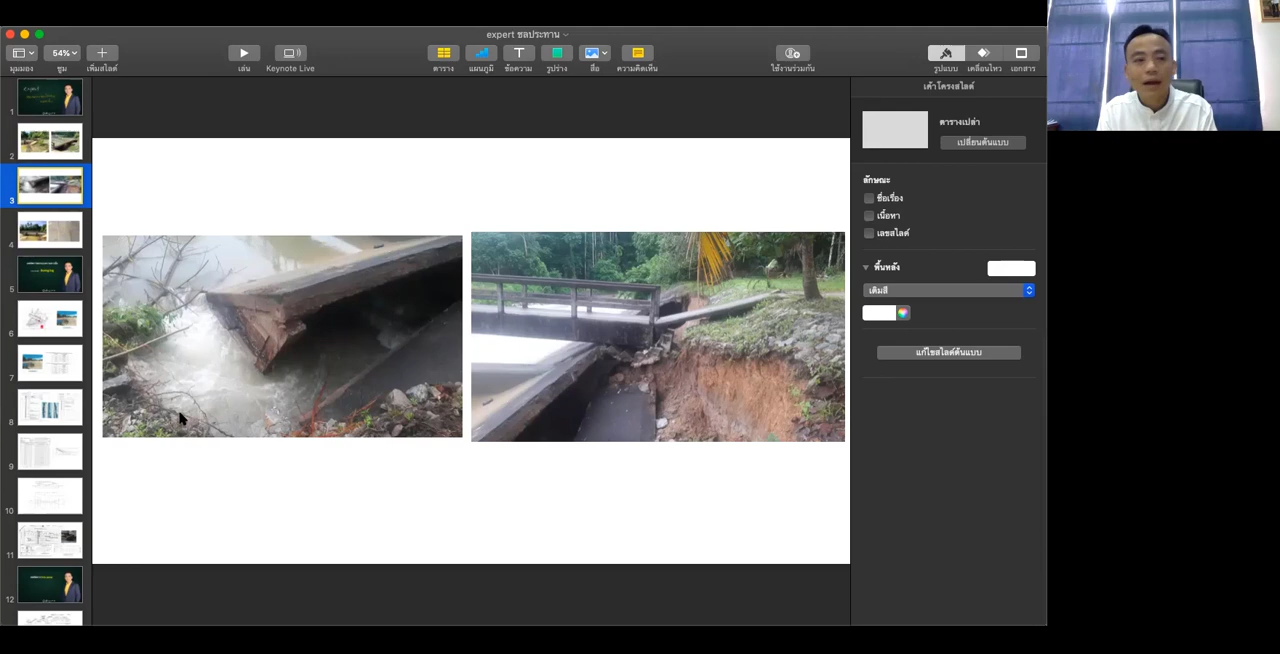 expert ชลประทาน
54%
มุมมอง
ซูม
เพิ่มสไลด์
เล่น
Keynote Live
ตาราง
แผนภูมิ
ข้อความ
รูปร่าง
สื่อ
ความคิดเห็น
ใช้งานร่วมกัน
รูปแบบ
เคลื่อนไหว
เอกสาร
เค้าโครงสไลด์
ตารางเปล่า
เปลี่ยนต้นแบบ
ลักษณะ
ชื่อเรื่อง
เนื้อหา
เลขสไลด์
พื้นหลัง
เติมสี
แก้ไขสไลด์ต้นแบบ
1
2
3
4
5
6
7
8
9
10
11
12